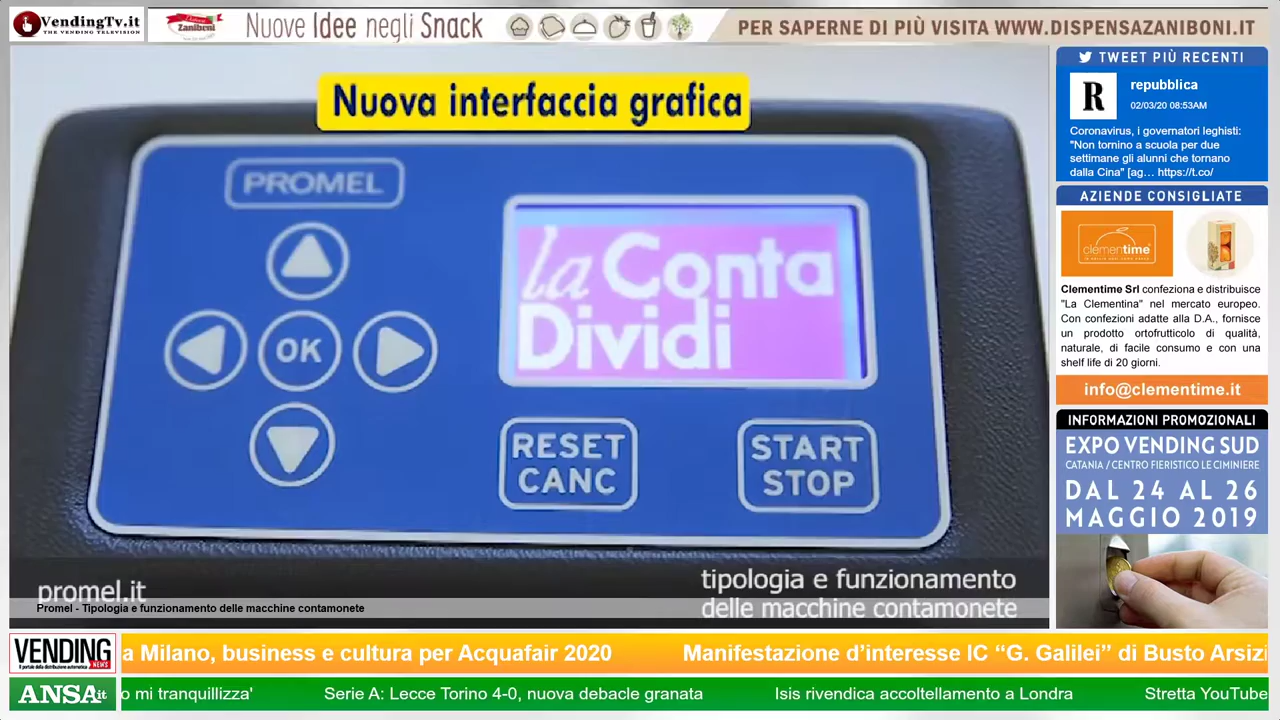 VendingTv.it
THE VENDING TELEVISION
Zaniboni
Nuove Idee negli Snack
PER SAPERNE DI PIÙ VISITA WWW.DISPENSAZANIBONI.IT
Nuova interfaccia grafica
PROMEL
OK
Conta
Dividi
RESET
CANC
START
STOP
promel.it
tipologia e funzionamento
delle macchine contamonete
Promel - Tipologia e funzionamento delle macchine contamonete
TWEET PIÙ RECENTI
R
repubblica
02/03/20 08:53AM
Coronavirus, i governatori leghisti:
"Non tornino a scuola per due
settimane gli alunni che tornano
dalla Cina" [ag… https://t.co/
AZIENDE CONSIGLIATE
clementime
Clementime Srl confeziona e distribuisce
"La Clementina" nel mercato europeo.
Con confezioni adatte alla D.A., fornisce
un prodotto ortofrutticolo di qualità,
naturale, di facile consumo e con una
shelf life di 20 giorni.
info@clementime.it
INFORMAZIONI PROMOZIONALI
EXPO VENDING SUD
CATANIA / CENTRO FIERISTICO LE CIMINIERE
DAL 24 AL 26
MAGGIO 2019
VENDING
Il portale della distribuzione automatica NEWS
a Milano, business e cultura per Acquafair 2020 Manifestazione d’interesse IC “G. Galilei” di Busto Arsizi
ANSA.it
o mi tranquillizza' Serie A: Lecce Torino 4-0, nuova debacle granata Isis rivendica accoltellamento a Londra Stretta YouTube